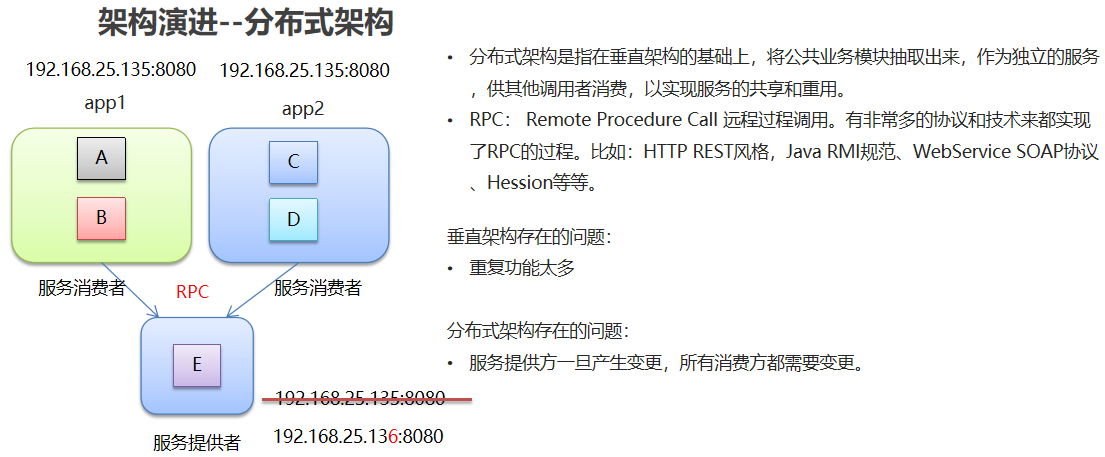 架构演进--分布式架构
192.168.25.135:8080
192.168.25.135:8080
app1
app2
A
B
C
D
服务消费者
RPC
服务消费者
E
服务提供者
192.168.25.135:8080
192.168.25.136:8080
• 分布式架构是指在垂直架构的基础上，将公共业务模块抽取出来，作为独立的服务
，供其他调用者消费，以实现服务的共享和重用。
• RPC： Remote Procedure Call 远程过程调用。有非常多的协议和技术来都实现
了RPC的过程。比如：HTTP REST风格，Java RMI规范、WebService SOAP协议
、Hession等等。
垂直架构存在的问题：
• 重复功能太多
分布式架构存在的问题：
• 服务提供方一旦产生变更，所有消费方都需要变更。